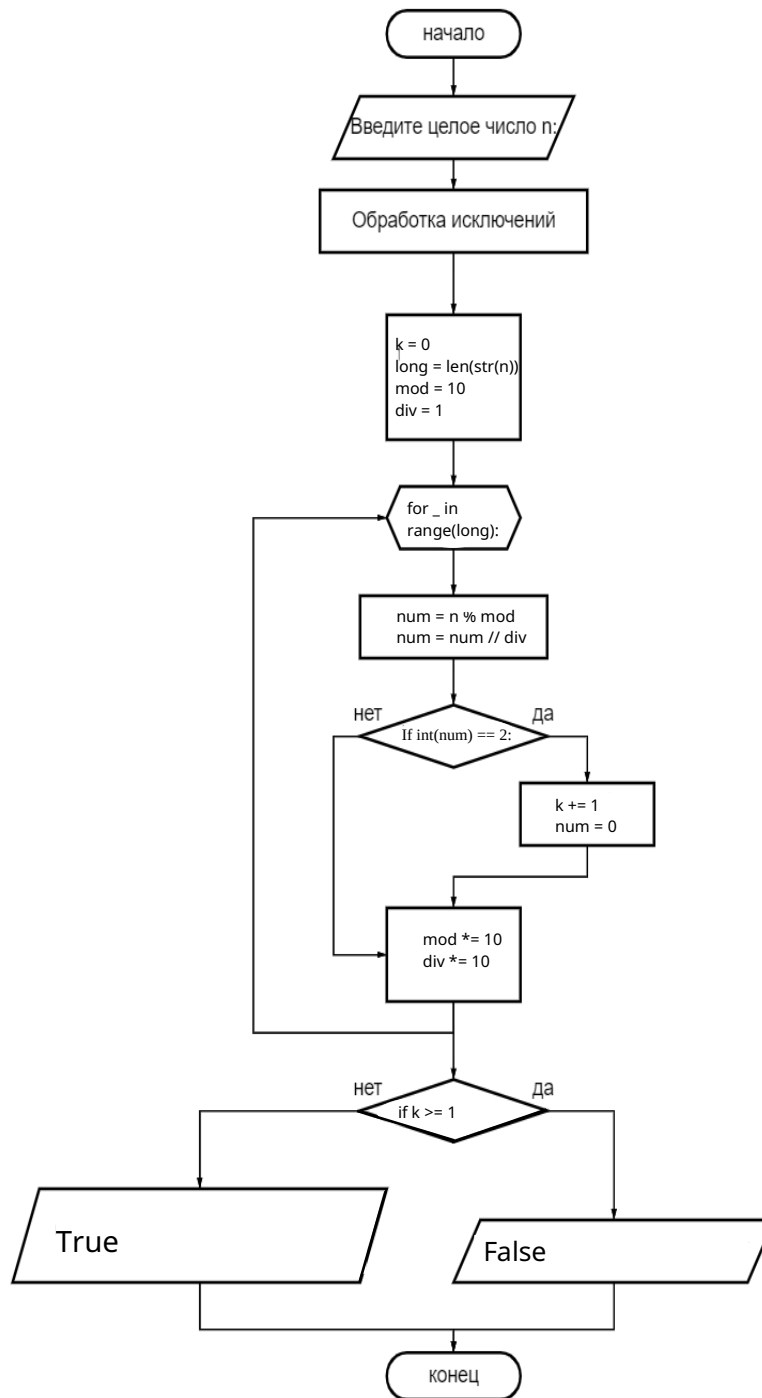 начало
Введите целое число n:
Обработка исключений
k = 0
long = len(str(n))
mod = 10
div = 1
for _ in
range(long):
num = n % mod
num = num // div
нет
да
If int(num) == 2:
k += 1
num = 0
mod *= 10
div *= 10
нет
да
if k >= 1
True
False
конец